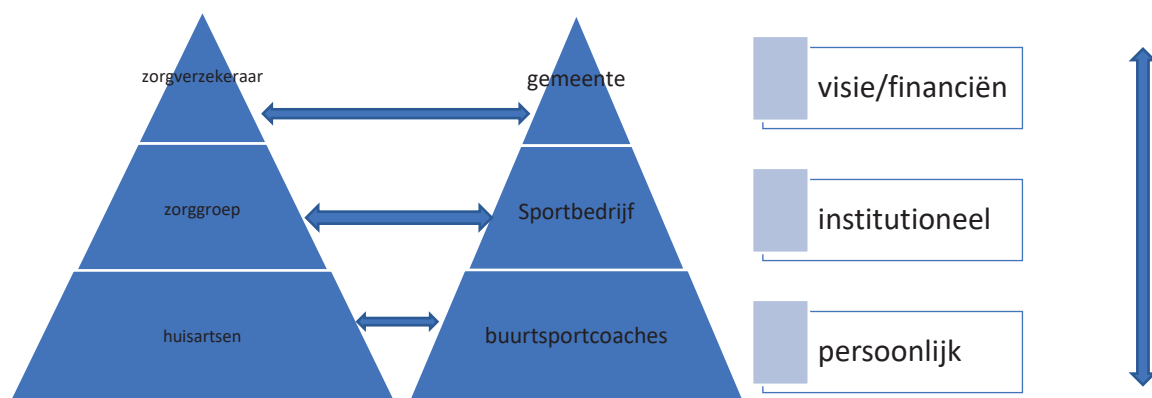 zorgverzekeraar
gemeente
visie/financiën
zorggroep
Sportbedrijf
institutioneel
huisartsen
buurtsportcoaches
persoonlijk